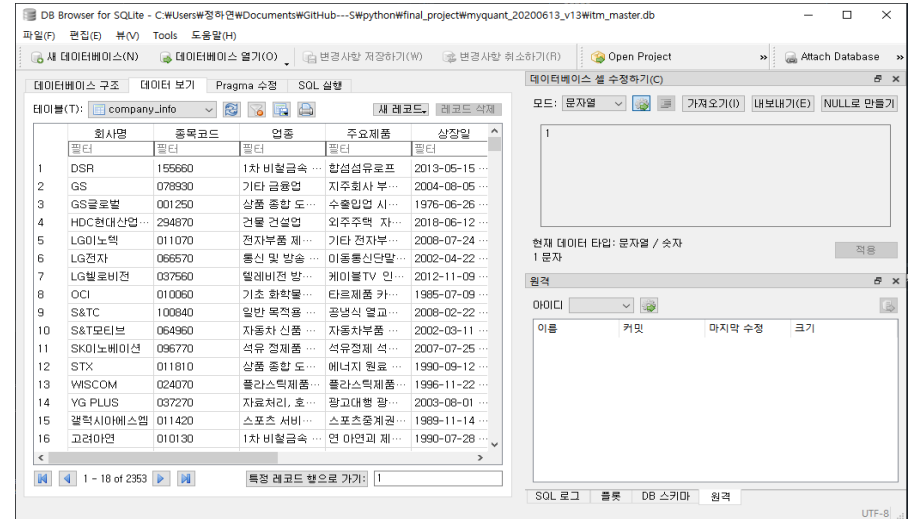 DB Browser for SQLite - C:₩Users₩정하연₩Documents₩GitHub---S₩python₩final_project₩myquant_20200613_v13₩itm_master.db
파일(F) 편집(E) 뷰(V) Tools 도움말(H)
새 데이터베이스(N) 데이터베이스 열기(O) 변경사항 저장하기(W) 변경사항 취소하기(R) Open Project » Attach Database »
데이터베이스 구조 데이터 보기 Pragma 수정 SQL 실행
테이블(T): company_info 새 레코드 레코드 삭제
회사명 종목코드 업종 주요제품 상장일
필터 필터 필터 필터 필터
1 DSR 155660 1차 비철금속 … 합섬섬유로프 2013-05-15 …
2 GS 078930 기타 금융업 지주회사 부… 2004-08-05 …
3 GS글로벌 001250 상품 종합 도… 수출입업 시… 1976-06-26 …
4 HDC현대산업… 294870 건물 건설업 외주주택 자… 2018-06-12 …
5 LG이노텍 011070 전자부품 제… 기타 전자부… 2008-07-24 …
6 LG전자 066570 통신 및 방송 … 이동통신단말… 2002-04-22 …
7 LG헬로비전 037560 텔레비전 방… 케이블TV 인… 2012-11-09 …
8 OCI 010060 기초 화학물… 타르제품 카… 1985-07-09 …
9 S&TC 100840 일반 목적용 … 공냉식 열교… 2008-02-22 …
10 S&T모티브 064960 자동차 신품 … 자동차부품 … 2002-03-11 …
11 SK이노베이션 096770 석유 정제품 … 석유정제 석… 2007-07-25 …
12 STX 011810 상품 종합 도… 에너지 원료 … 1990-09-12 …
13 WISCOM 024070 플라스틱제품… 플라스틱제품… 1996-11-22 …
14 YG PLUS 037270 자료처리, 호… 광고대행 광… 2003-08-01 …
15 갤럭시아에스엠 011420 스포츠 서비… 스포츠중계권… 1989-11-14 …
16 고려아연 010130 1차 비철금속 … 연 아연괴 제… 1990-07-28 …
1 - 18 of 2353 특정 레코드 행으로 가기: 1
데이터베이스 셀 수정하기(C)
모드: 문자열 가져오기(I) 내보내기(E) NULL로 만들기
1
현재 데이터 타입: 문자열 / 숫자
1 문자
적용
원격
아이디
이름 커밋 마지막 수정 크기
SQL 로그 플롯 DB 스키마 원격
UTF-8